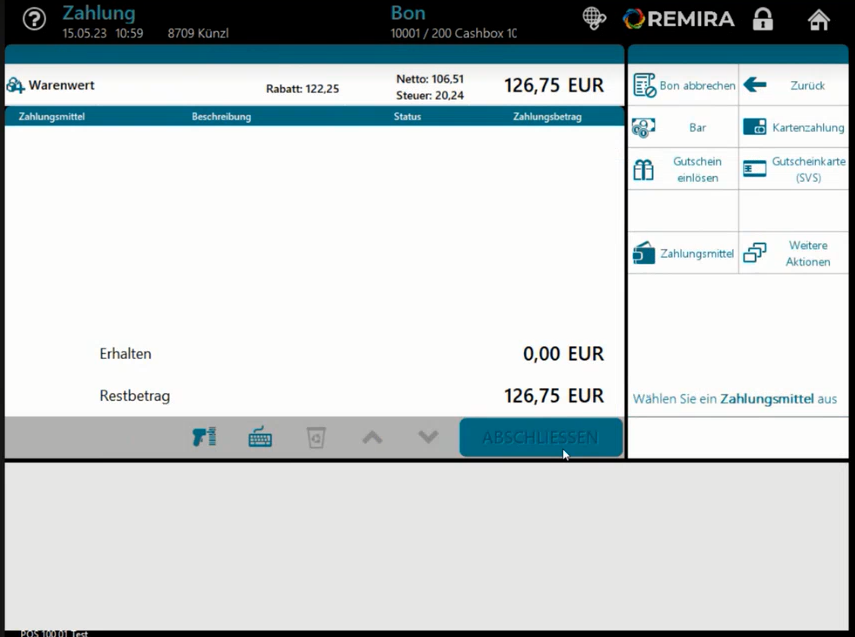 Zahlung
15.05.23 10:59 8709 Künzl
Bon
10001 / 200 Cashbox 10
REMIRA
Warenwert
Rabatt: 122,25
Netto: 106,51
Steuer: 20,24
126,75 EUR
Zahlungsmittel Beschreibung Status Zahlungsbetrag
Erhalten 0,00 EUR
Restbetrag 126,75 EUR
ABSCHLIESSEN
Bon abbrechen
Zurück
Bar
Kartenzahlung
Gutschein
einlösen
Gutscheinkarte
(SVS)
Zahlungsmittel
Weitere
Aktionen
Wählen Sie ein Zahlungsmittel aus
POS 100.01 Test